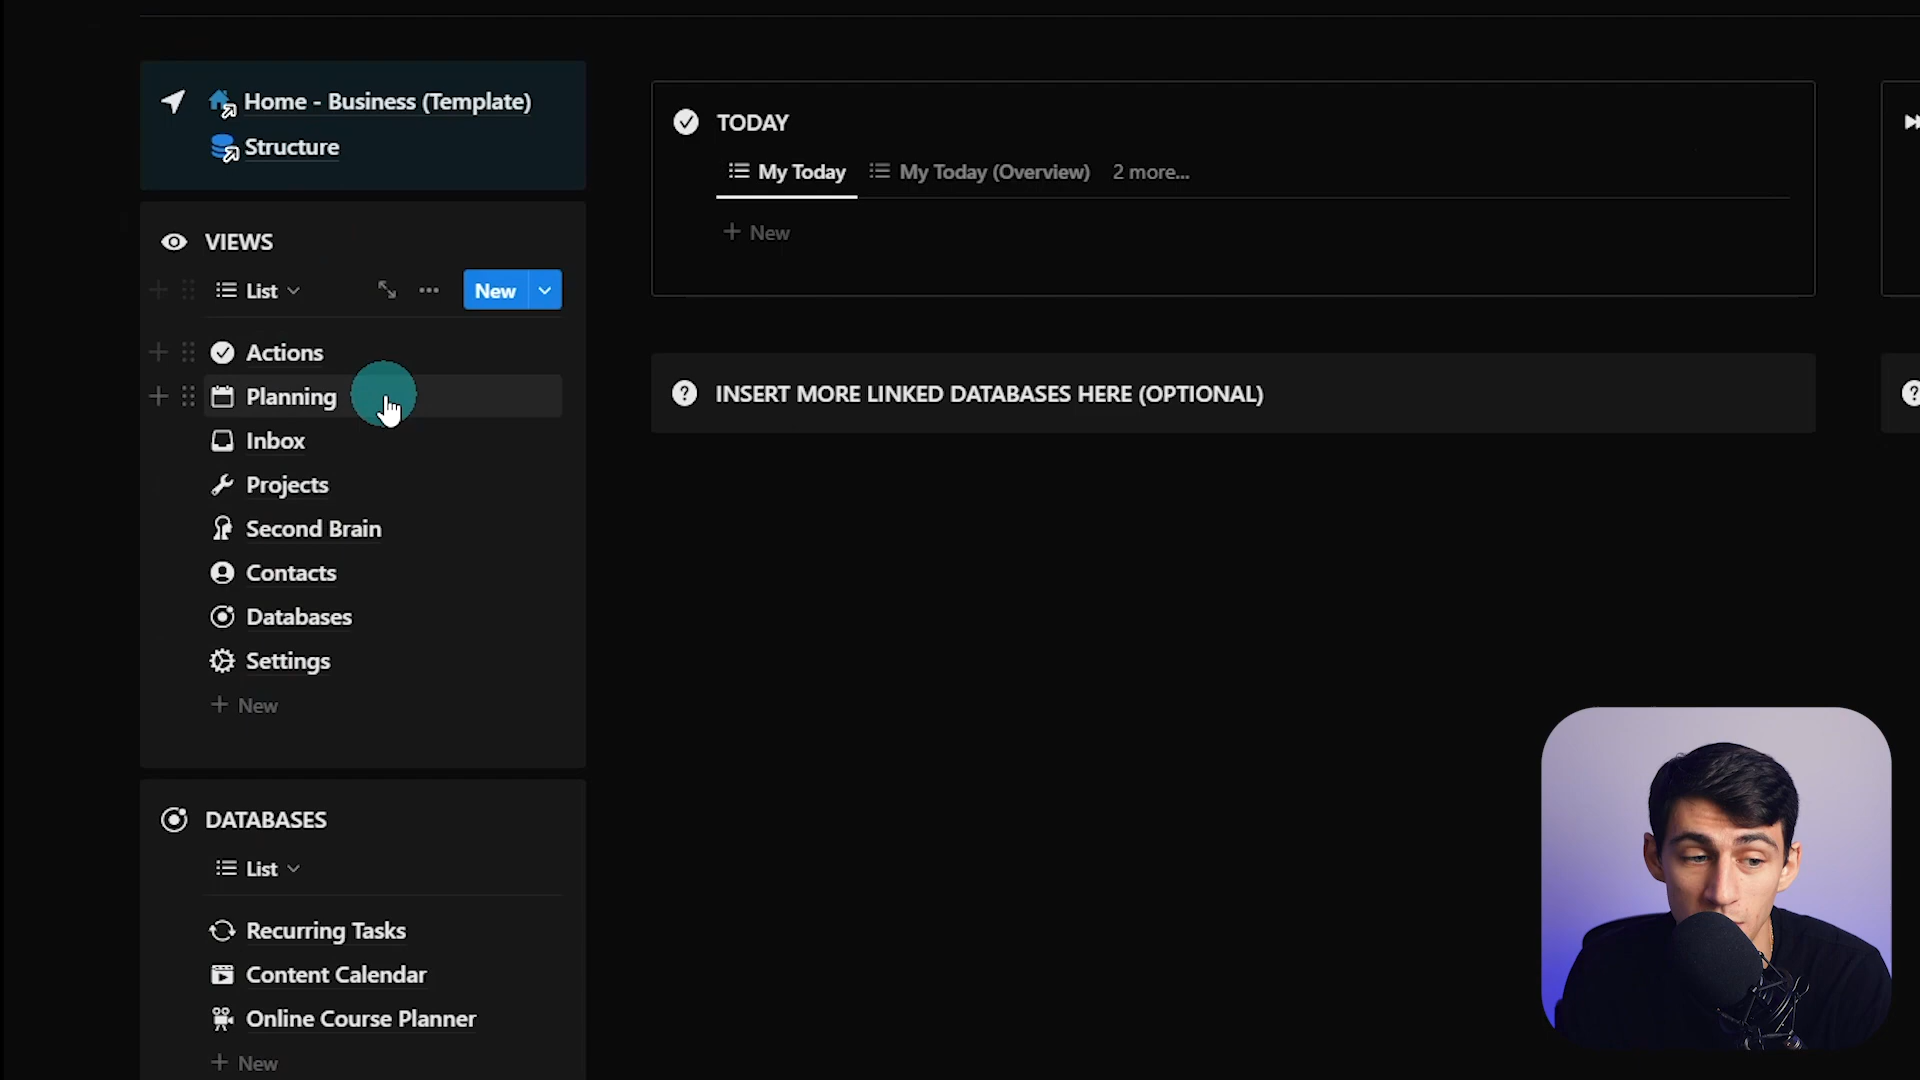 Home - Business (Template)
Structure
VIEWS
List
New
Actions
Planning
Inbox
Projects
Second Brain
Contacts
Databases
Settings
New
DATABASES
List
Recurring Tasks
Content Calendar
Online Course Planner
New
TODAY
My Today
My Today (Overview)
2 more...
New
INSERT MORE LINKED DATABASES HERE (OPTIONAL)